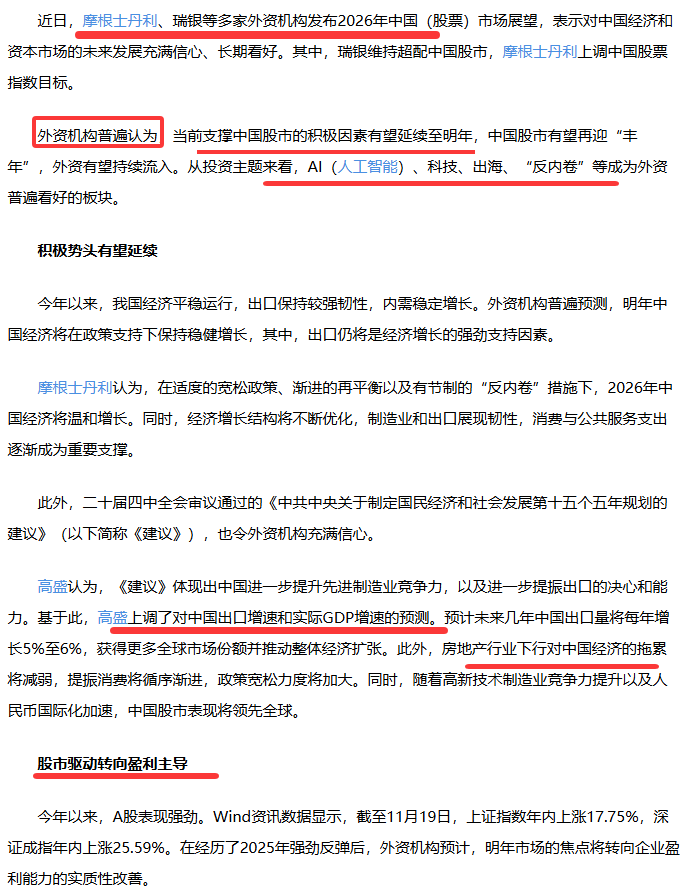 近日，摩根士丹利、瑞银等多家外资机构发布2026年中国（股票）市场展望，表示对中国经济和
资本市场的未来发展充满信心、长期看好。其中，瑞银维持超配中国股市，摩根士丹利上调中国股票
指数目标。
外资机构普遍认为 当前支撑中国股市的积极因素有望延续至明年，中国股市有望再迎“丰
年”，外资有望持续流入。从投资主题来看，AI（人工智能）、科技、出海、“反内卷”等成为外资
普遍看好的板块。
积极势头有望延续
今年以来，我国经济平稳运行，出口保持较强韧性，内需稳定增长。外资机构普遍预测，明年中
国经济将在政策支持下保持稳健增长，其中，出口仍将是经济增长的强劲支持因素。
摩根士丹利认为，在适度的宽松政策、渐进的再平衡以及有节制的“反内卷”措施下，2026年中
国经济将温和增长。同时，经济增长结构将不断优化，制造业和出口展现韧性，消费与公共服务支出
逐渐成为重要支撑。
此外，二十届四中全会审议通过的《中共中央关于制定国民经济和社会发展第十五个五年规划的
建议》（以下简称《建议》），也令外资机构充满信心。
高盛认为，《建议》体现出中国进一步提升先进制造业竞争力，以及进一步提振出口的决心和能
力。基于此，高盛上调了对中国出口增速和实际GDP增速的预测。预计未来几年中国出口量将每年增
长5%至6%，获得更多全球市场份额并推动整体经济扩张。此外，房地产行业下行对中国经济的拖累
将减弱，提振消费将循序渐进，政策宽松力度将加大。同时，随着高新技术制造业竞争力提升以及人
民币国际化加速，中国股市表现将领先全球。
股市驱动转向盈利主导
今年以来，A股表现强劲。Wind资讯数据显示，截至11月19日，上证指数年内上涨17.75%，深
证成指年内上涨25.59%。在经历了2025年强劲反弹后，外资机构预计，明年市场的焦点将转向企业盈
利能力的实质性改善。